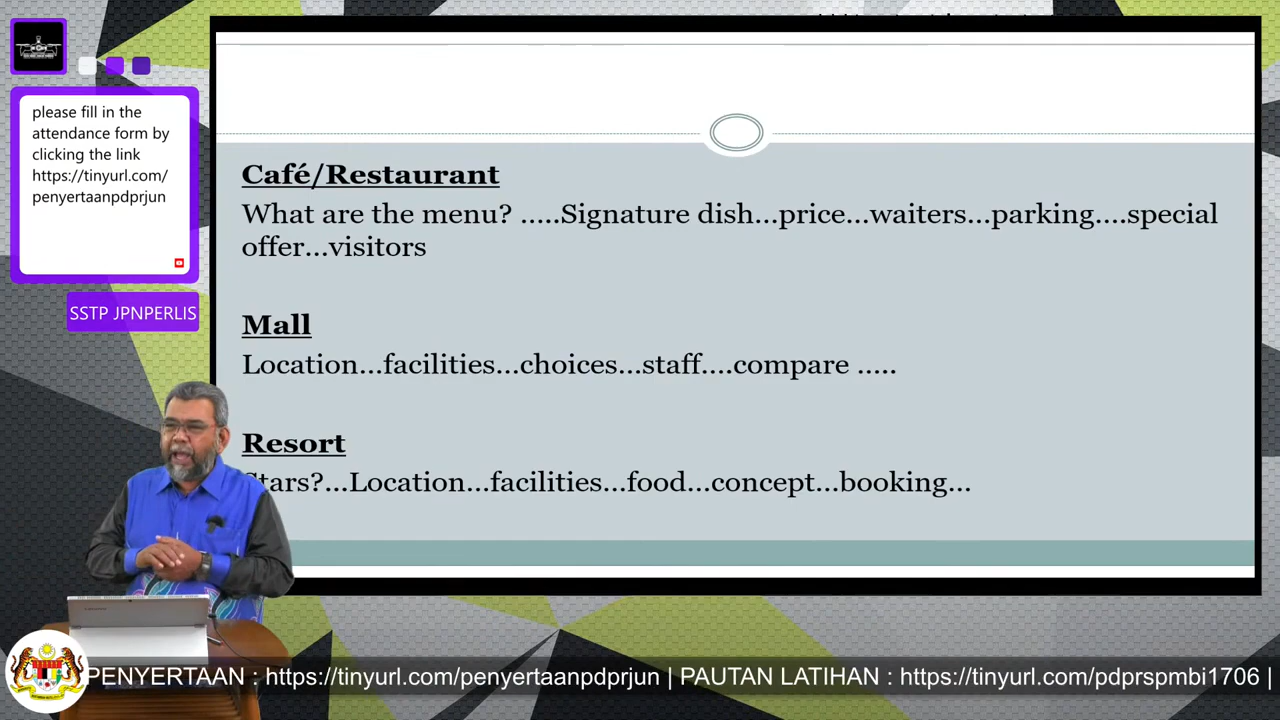 please fill in the
attendance form by
clicking the link
https://tinyurl.com/
penyertaanpdprjun
SSTP JPNPERLIS
Café/Restaurant
What are the menu? .....Signature dish...price...waiters...parking....special
offer...visitors
Mall
Location...facilities...choices...staff....compare .....
Resort
Stars?...Location...facilities...food...concept...booking...
PENYERTAAN : https://tinyurl.com/penyertaanpdprjun | PAUTAN LATIHAN : https://tinyurl.com/pdprspmbi1706 |